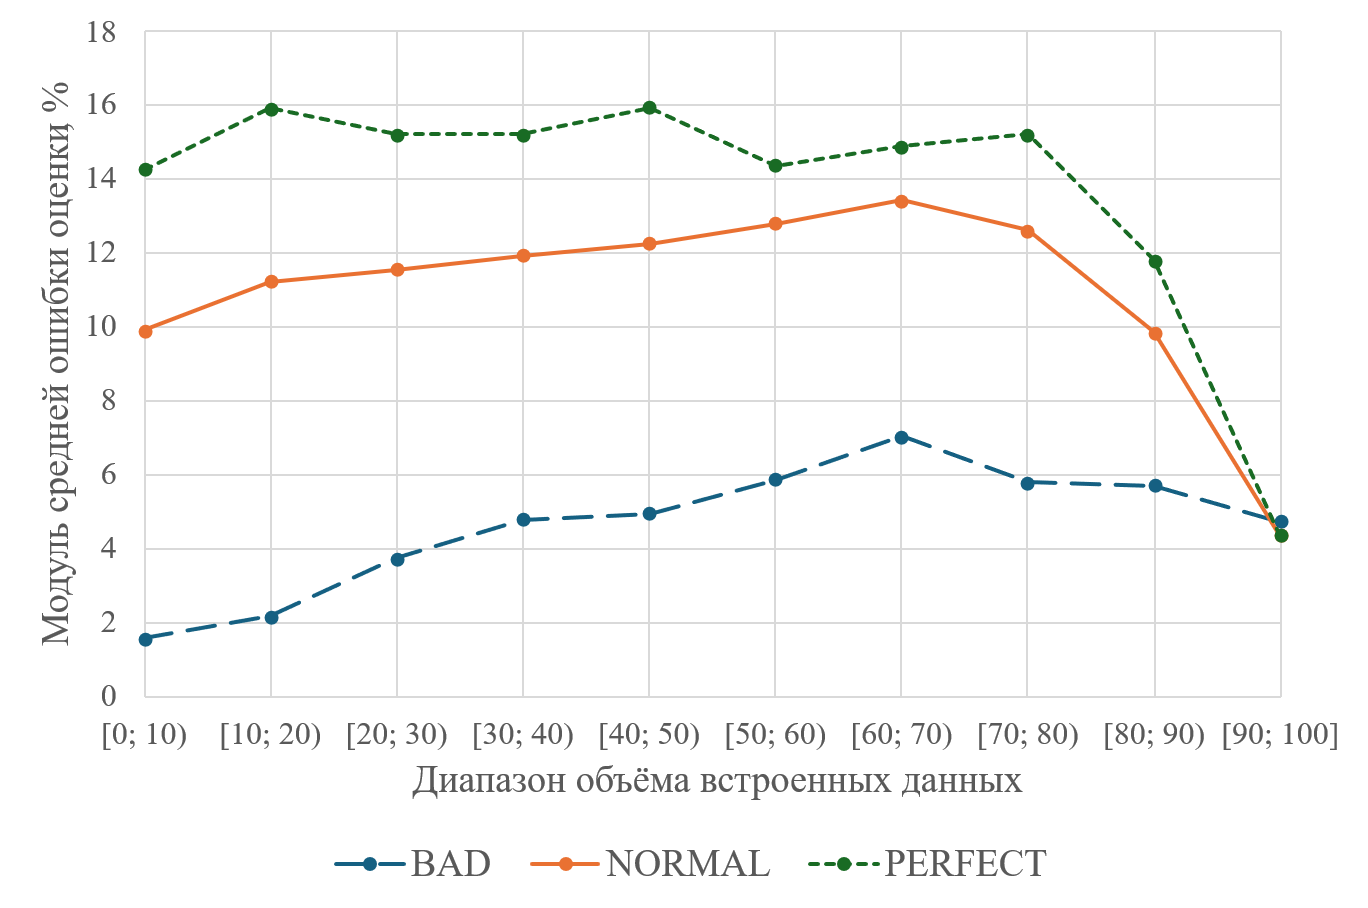 Модуль средней ошибки оценки, %
18
16
14
12
10
8
6
4
2
0
[0; 10) [10; 20) [20; 30) [30; 40) [40; 50) [50; 60) [60; 70) [70; 80) [80; 90) [90; 100]
Диапазон объёма встроенных данных
BAD NORMAL PERFECT